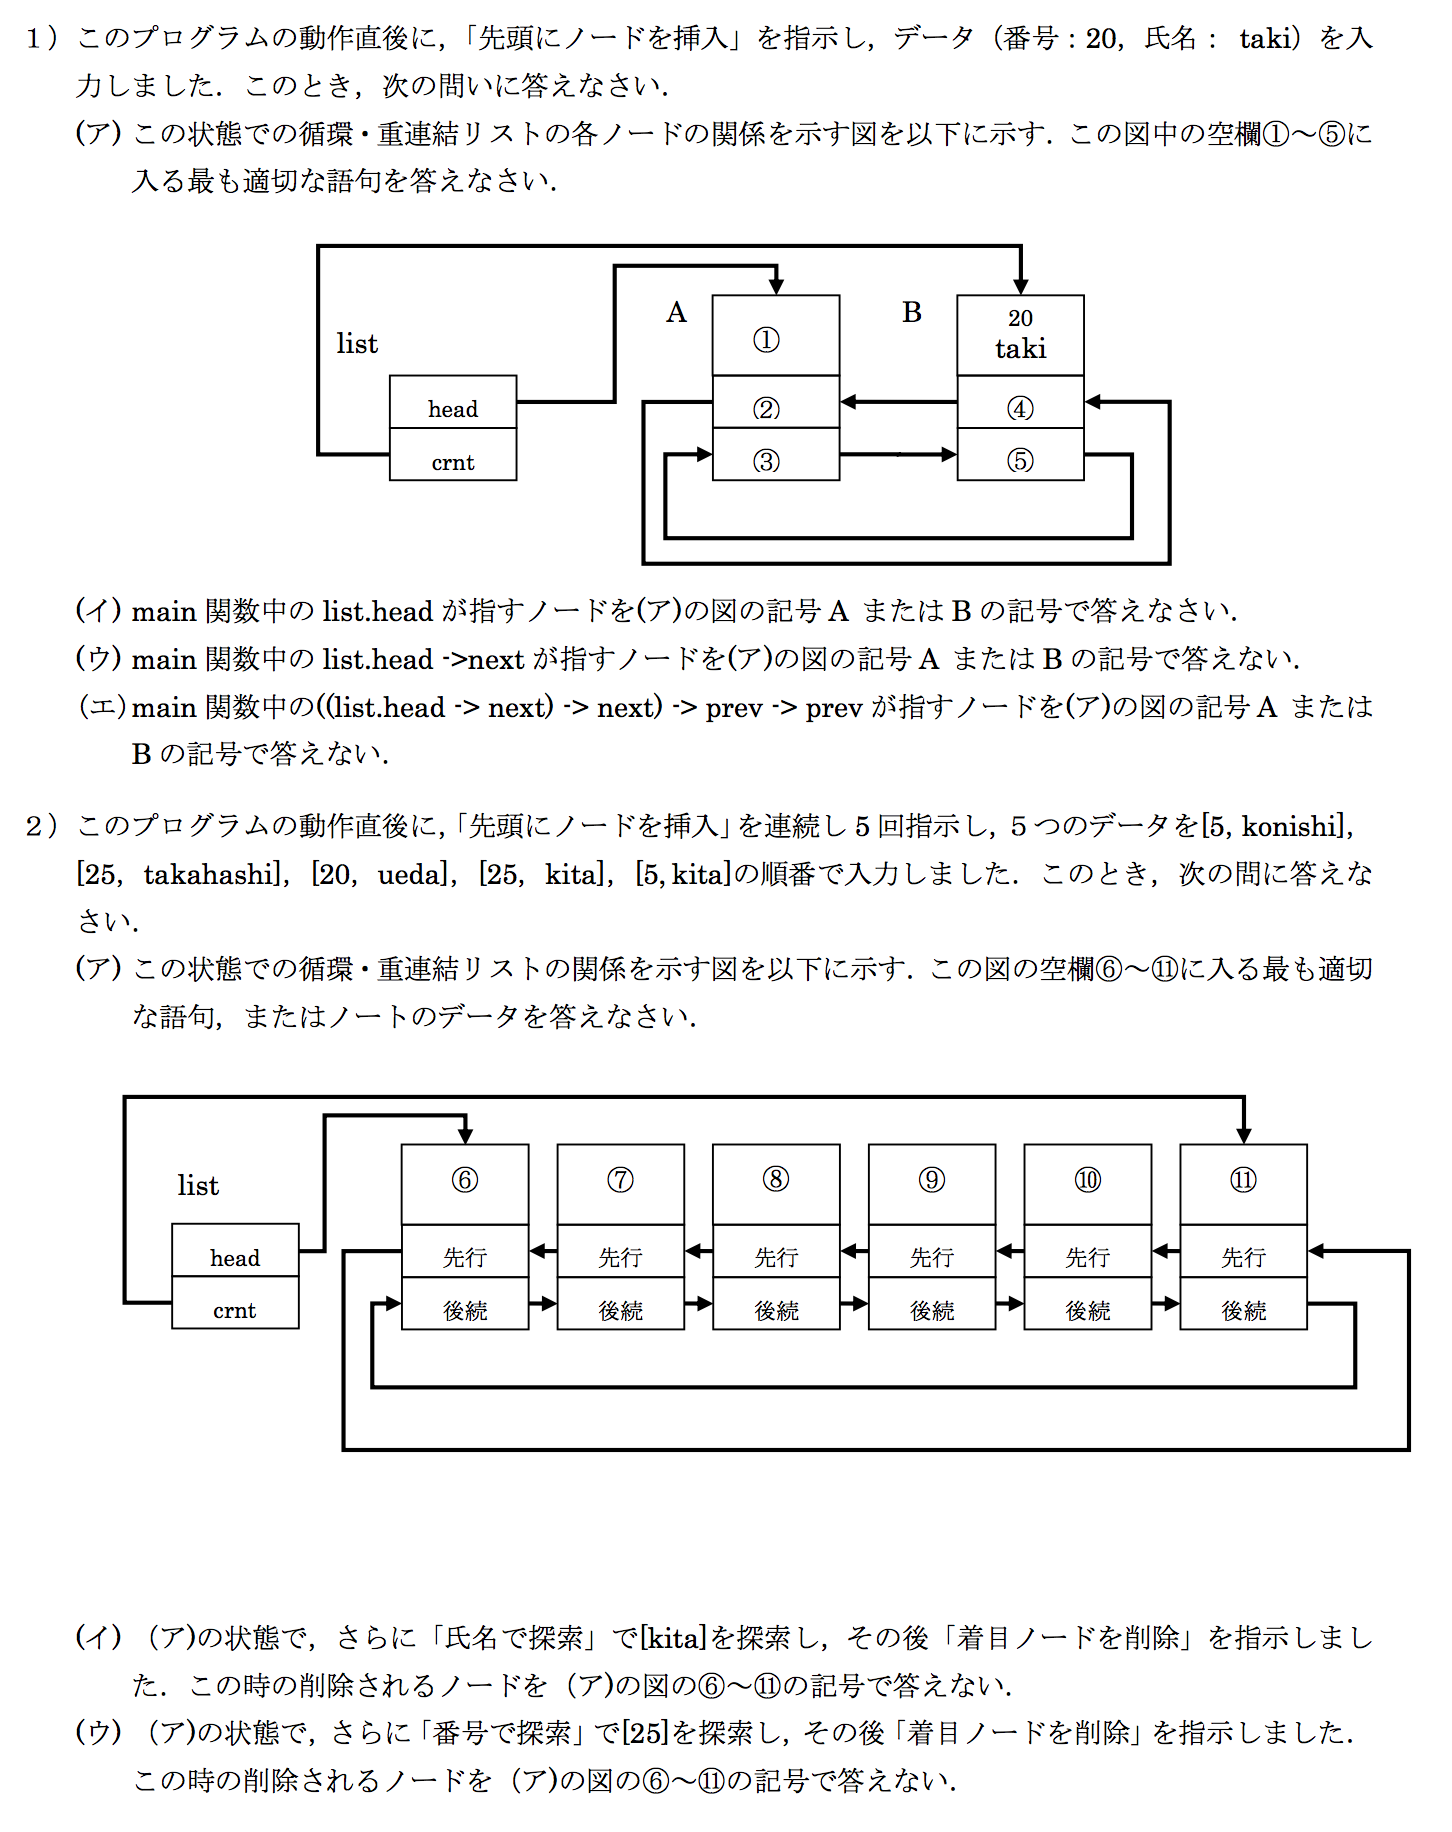 １）このプログラムの動作直後に，「先頭にノードを挿入」を指示し，データ（番号：20，氏名： taki）を入
力しました．このとき，次の問いに答えなさい．
(ア) この状態での循環・重連結リストの各ノードの関係を示す図を以下に示す．この図中の空欄①～⑤に
入る最も適切な語句を答えなさい．
A
B
①
20
taki
list
head
②
④
crnt
③
⑤
(イ) main 関数中の list.head が指すノードを(ア)の図の記号 A または B の記号で答えなさい．
(ウ) main 関数中の list.head ->next が指すノードを(ア)の図の記号 A または B の記号で答えない．
（エ）main 関数中の((list.head -> next) -> next) -> prev -> prev が指すノードを(ア)の図の記号 A または
B の記号で答えない．
２）このプログラムの動作直後に，「先頭にノードを挿入」を連続し 5 回指示し，５つのデータを[5, konishi]，
[25，takahashi]，[20，ueda]，[25，kita]，[5, kita]の順番で入力しました．このとき，次の問に答えな
さい．
(ア) この状態での循環・重連結リストの関係を示す図を以下に示す．この図の空欄⑥～⑪に入る最も適切
な語句，またはノートのデータを答えなさい．
⑥ ⑦ ⑧ ⑨ ⑩ ⑪
list
head 先行 先行 先行 先行 先行 先行
crnt 後続 後続 後続 後続 後続 後続
(イ) （ア)の状態で，さらに「氏名で探索」で[kita]を探索し，その後「着目ノードを削除」を指示しまし
た．この時の削除されるノードを（ア)の図の⑥～⑪の記号で答えない．
(ウ) （ア)の状態で，さらに「番号で探索」で[25]を探索し，その後「着目ノードを削除」を指示しました．
この時の削除されるノードを（ア)の図の⑥～⑪の記号で答えない．